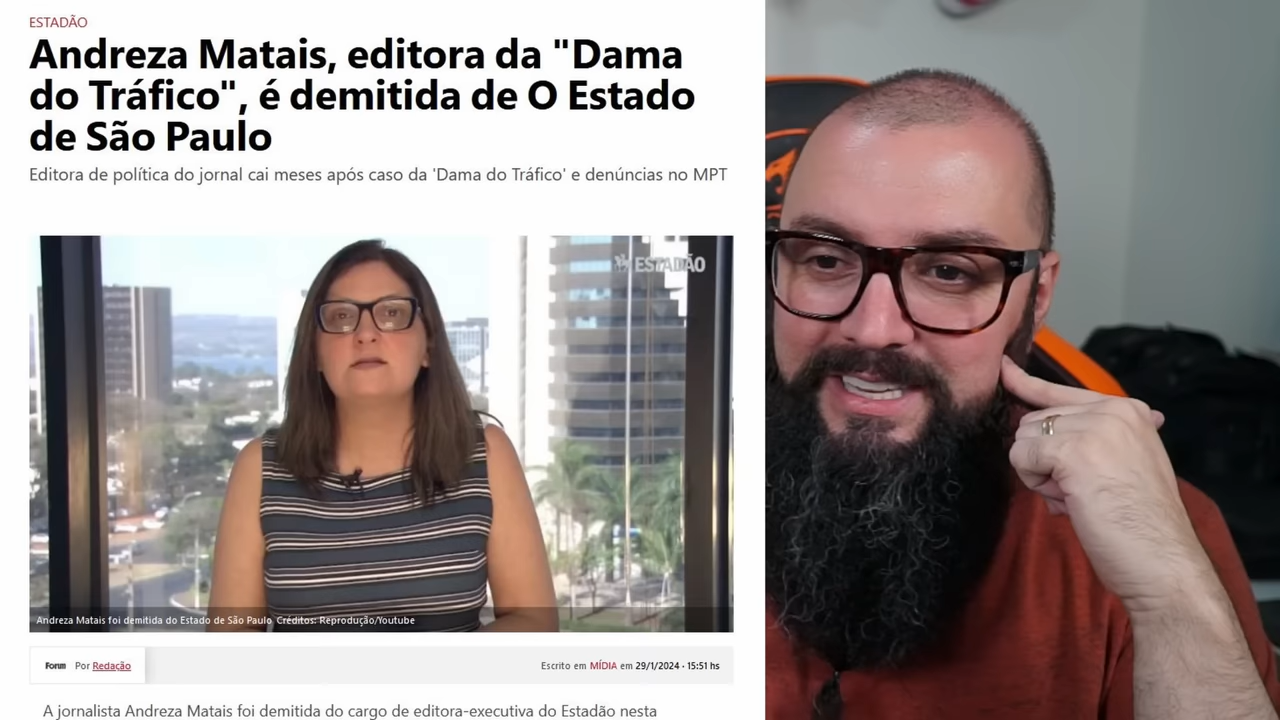 ESTADÃO
Andreza Matais, editora da "Dama
do Tráfico", é demitida de O Estado
de São Paulo
Editora de política do jornal cai meses após caso da 'Dama do Tráfico' e denúncias no MPT
ESTADÃO
Andreza Matais foi demitida do Estado de São Paulo Créditos: Reprodução/Youtube
Forum Por Redação
Escrito em MÍDIA em 29/1/2024 · 15:51 hs
A jornalista Andreza Matais foi demitida do cargo de editora-executiva do Estadão nesta